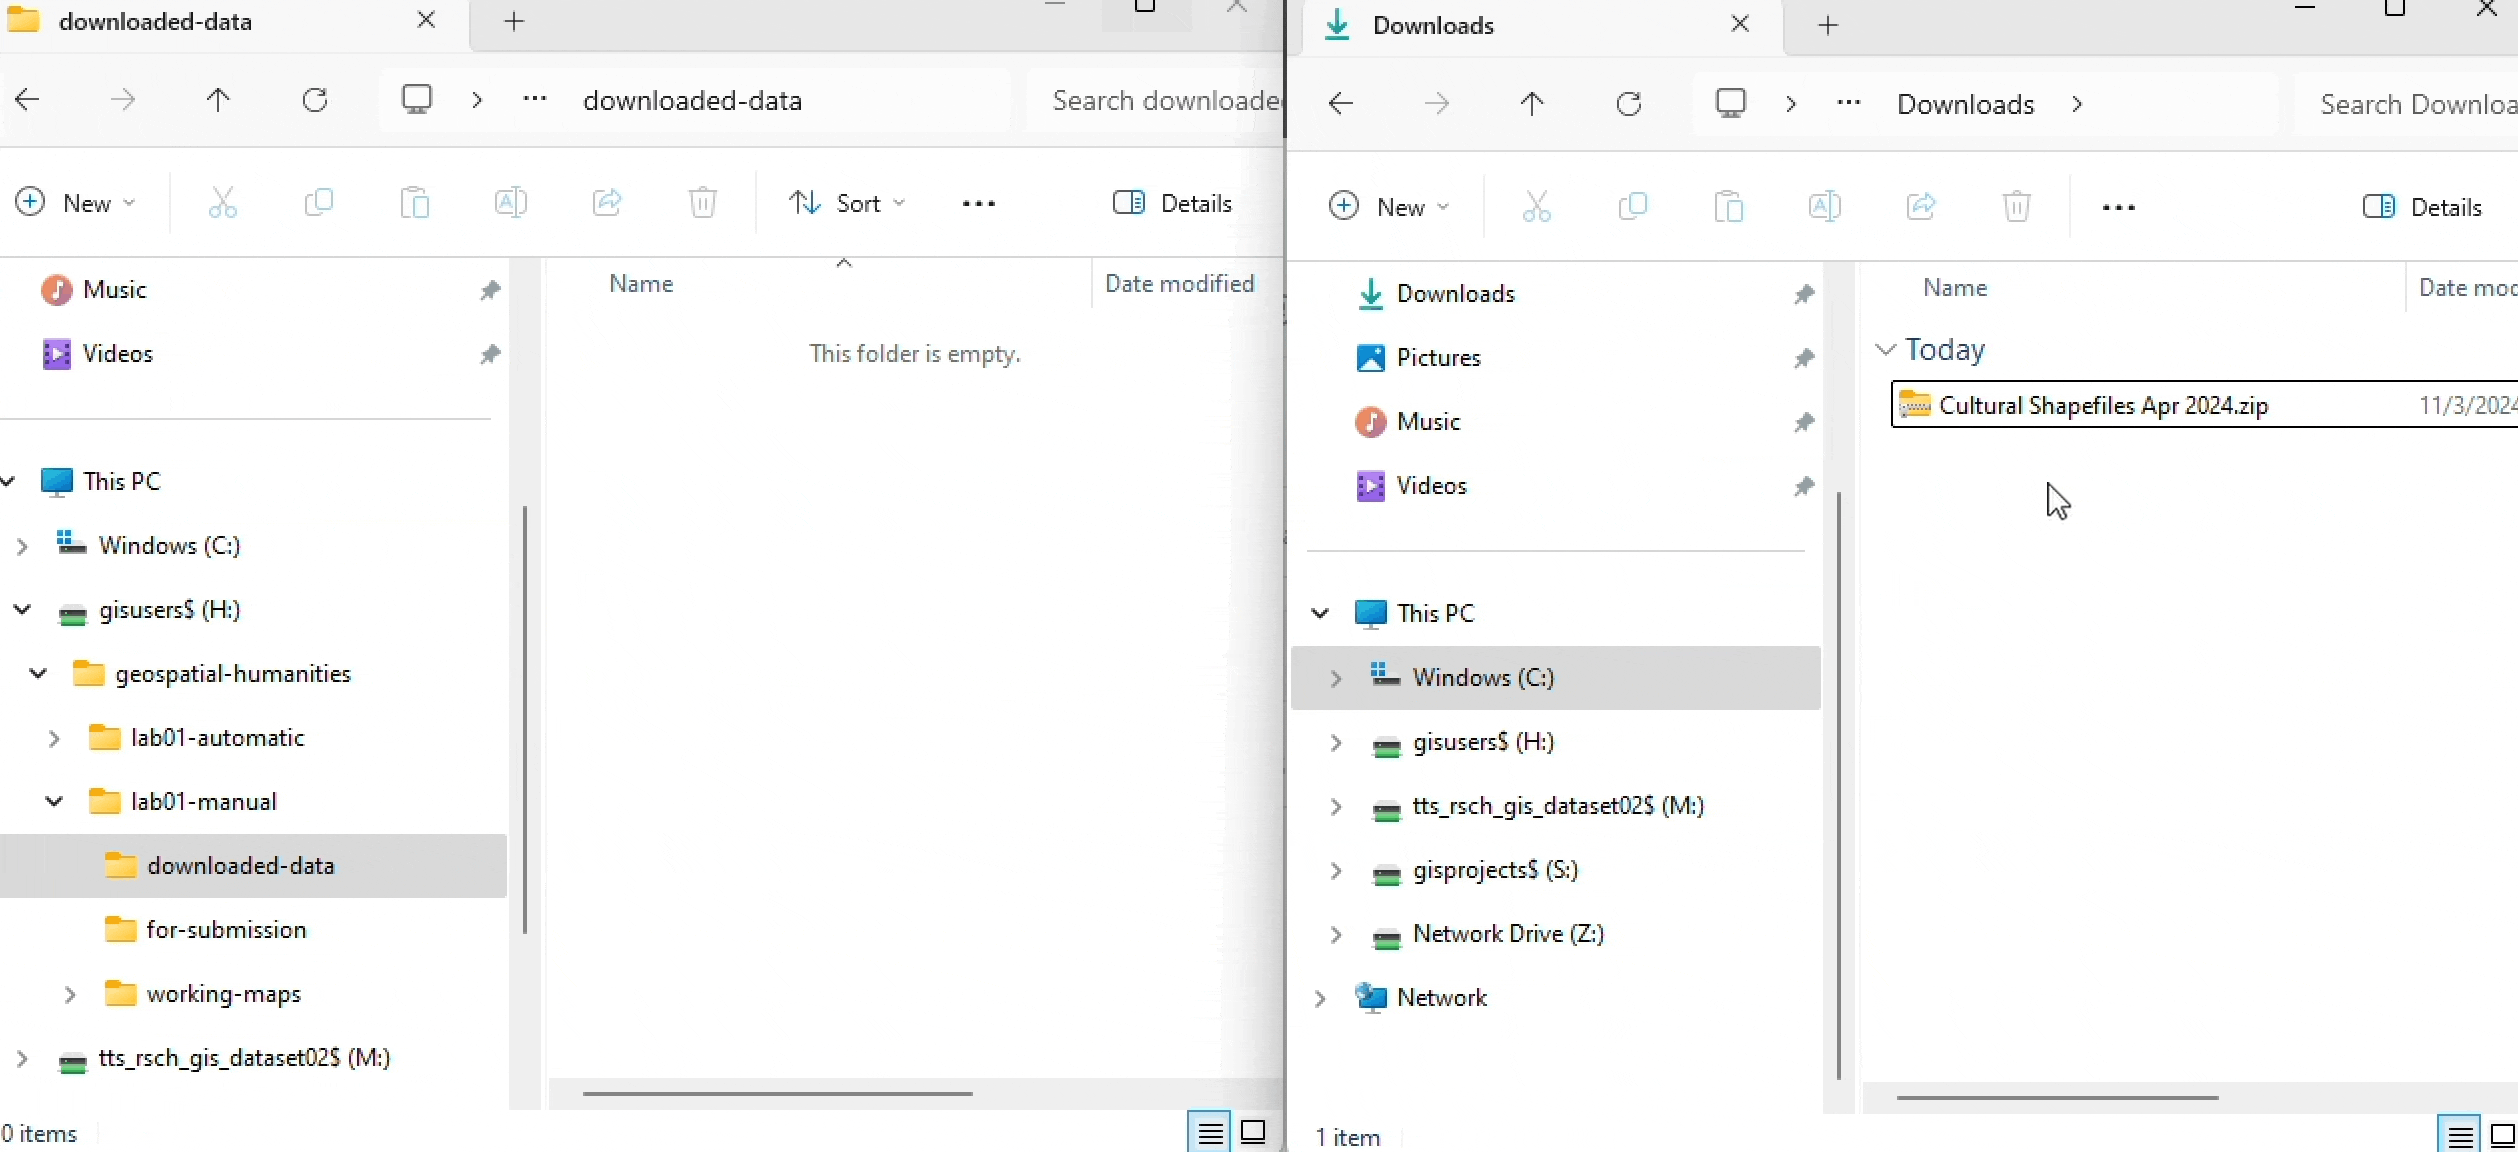 downloaded-data
downloaded-data
Search downloade
New
Sort
Details
Music
Videos
This PC
Windows (C:)
gisusers$ (H:)
geospatial-humanities
lab01-automatic
lab01-manual
downloaded-data
for-submission
working-maps
tts_rsch_gis_dataset02$ (M:)
Name
Date modified
This folder is empty.
0 items
Downloads
Downloads
Search Downloa
New
Details
Downloads
Pictures
Music
Videos
This PC
Windows (C:)
gisusers$ (H:)
tts_rsch_gis_dataset02$ (M:)
gisprojects$ (S:)
Network Drive (Z:)
Network
Name
Date mod
Today
Cultural Shapefiles Apr 2024.zip
11/3/2024
1 item